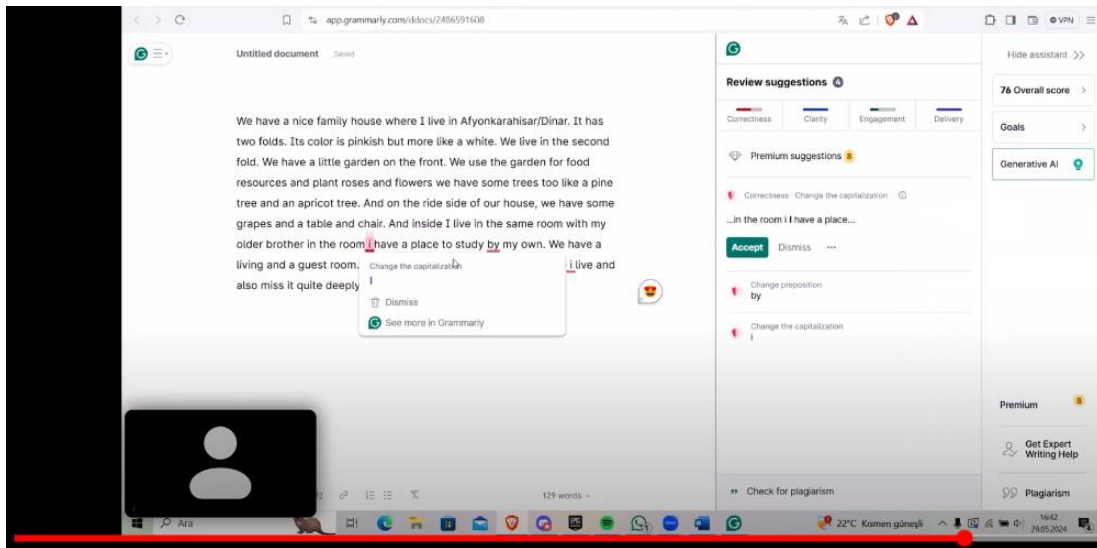 app.grammarly.com/ddocs/2486591608
VPN
Untitled document Saved
We have a nice family house where I live in Afyonkarahisar/Dinar. It has
two folds. Its color is pinkish but more like a white. We live in the second
fold. We have a little garden on the front. We use the garden for food
resources and plant roses and flowers we have some trees too like a pine
tree and an apricot tree. And on the ride side of our house, we have some
grapes and a table and chair. And inside I live in the same room with my
older brother in the room i have a place to study by my own. We have a
living and a guest room. i live and
also miss it quite deeply
Change the capitalization
I
Dismiss
See more in Grammarly
129 words
Review suggestions 4
Correctness Clarity Engagement Delivery
Premium suggestions 8
Correctness · Change the capitalization
...in the room i I have a place...
Accept Dismiss
Change preposition
by
Change the capitalization
i
Check for plagiarism
Hide assistant
76 Overall score
Goals
Generative AI
Premium 8
Get Expert
Writing Help
Plagiarism
Ara
22°C Kısmen güneşli
16:42
29.05.2024